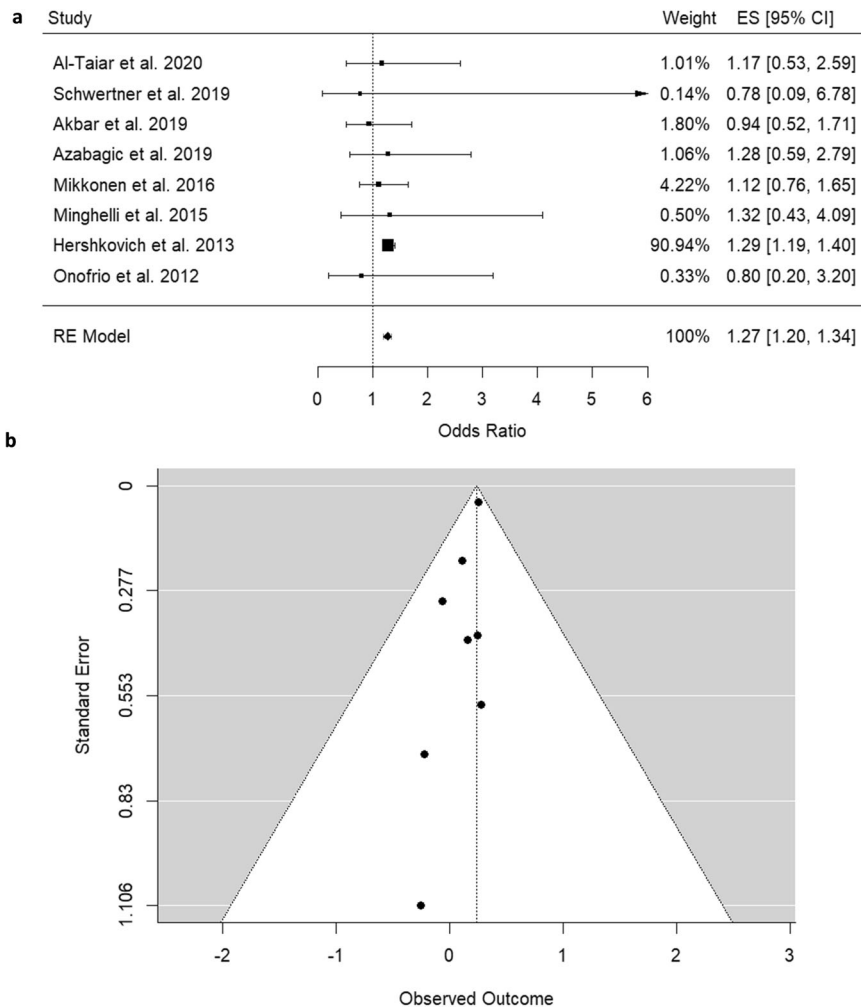 a
Study Weight ES [95% CI]
Al-Taiar et al. 2020 1.01% 1.17 [0.53, 2.59]
Schwertner et al. 2019 0.14% 0.78 [0.09, 6.78]
Akbar et al. 2019 1.80% 0.94 [0.52, 1.71]
Azabagic et al. 2019 1.06% 1.28 [0.59, 2.79]
Mikkonen et al. 2016 4.22% 1.12 [0.76, 1.65]
Minghelli et al. 2015 0.50% 1.32 [0.43, 4.09]
Hershkovich et al. 2013 90.94% 1.29 [1.19, 1.40]
Onofrio et al. 2012 0.33% 0.80 [0.20, 3.20]
RE Model 100% 1.27 [1.20, 1.34]
0 1 2 3 4 5 6
Odds Ratio
b
Standard Error
0
0.277
0.553
0.83
1.106
-2 -1 0 1 2 3
Observed Outcome